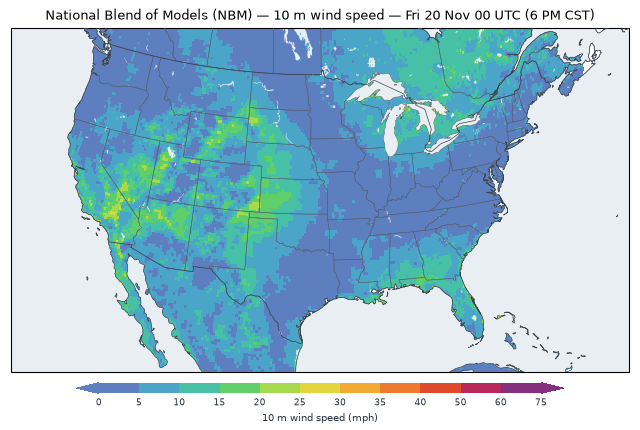 National Blend of Models (NBM) — 10 m wind speed — Fri 20 Nov 00 UTC (6 PM CST)
0 5 10 15 20 25 30 35 40 50 60 75
10 m wind speed (mph)